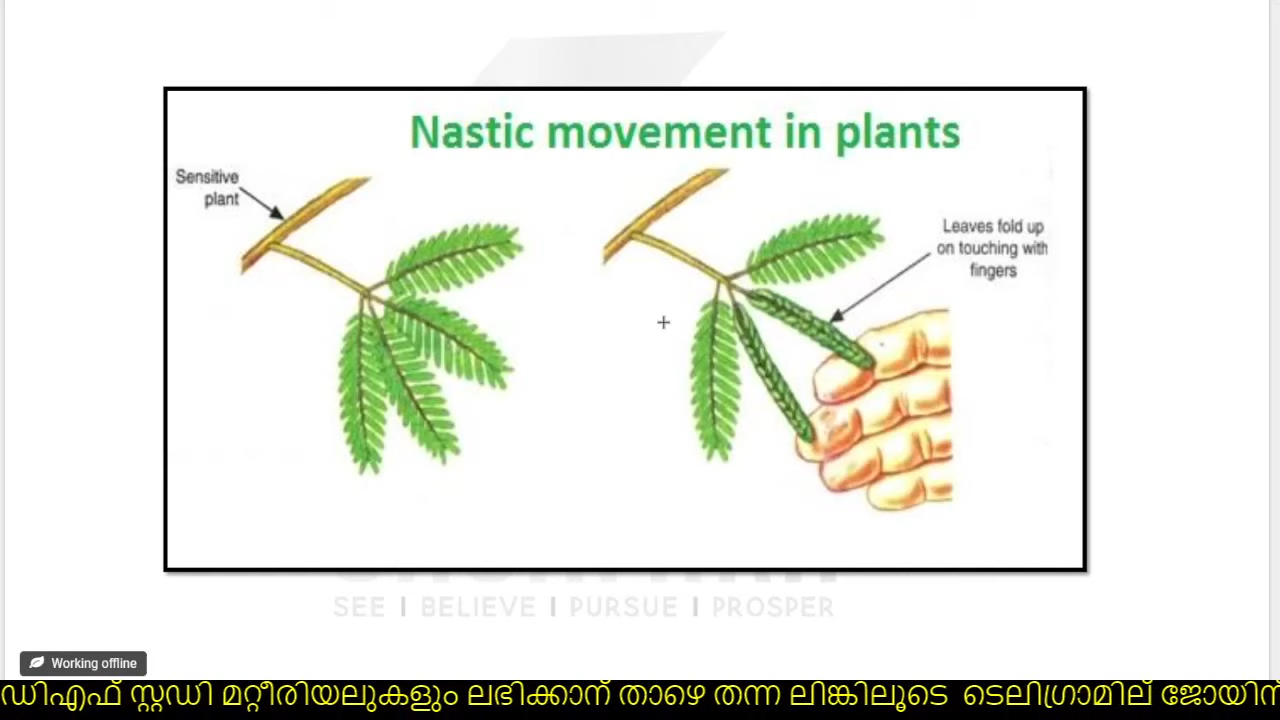 Nastic movement in plants
Sensitive
plant
Leaves fold up
on touching with
fingers
SEE I BELIEVE I PURSUE I PROSPER
Working offline
ഡിഎഫ് സ്റ്റഡി മറ്റീരിയലുകളും ലഭിക്കാന് താഴെ തന്ന ലിങ്കിലൂടെ ടെലിഗ്രാമില് ജോയിന്